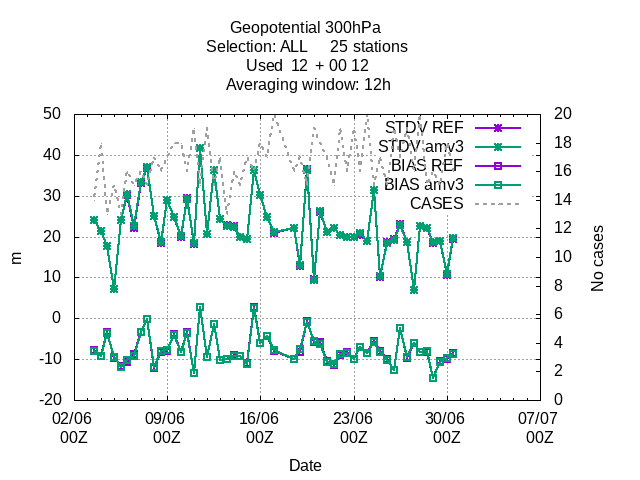 Geopotential 300hPa
Selection: ALL 25 stations
Used 12 + 00 12
Averaging window: 12h
50 20
STDV REF
18
STDV amv3
40
BIAS REF
16
BIAS amv3
30
CASES
14
20 12
m
10
No cases
10 8
0 6
4
-10
2
-20 0
02/06 09/06 16/06 23/06 30/06 07/07
00Z 00Z 00Z 00Z 00Z 00Z
Date